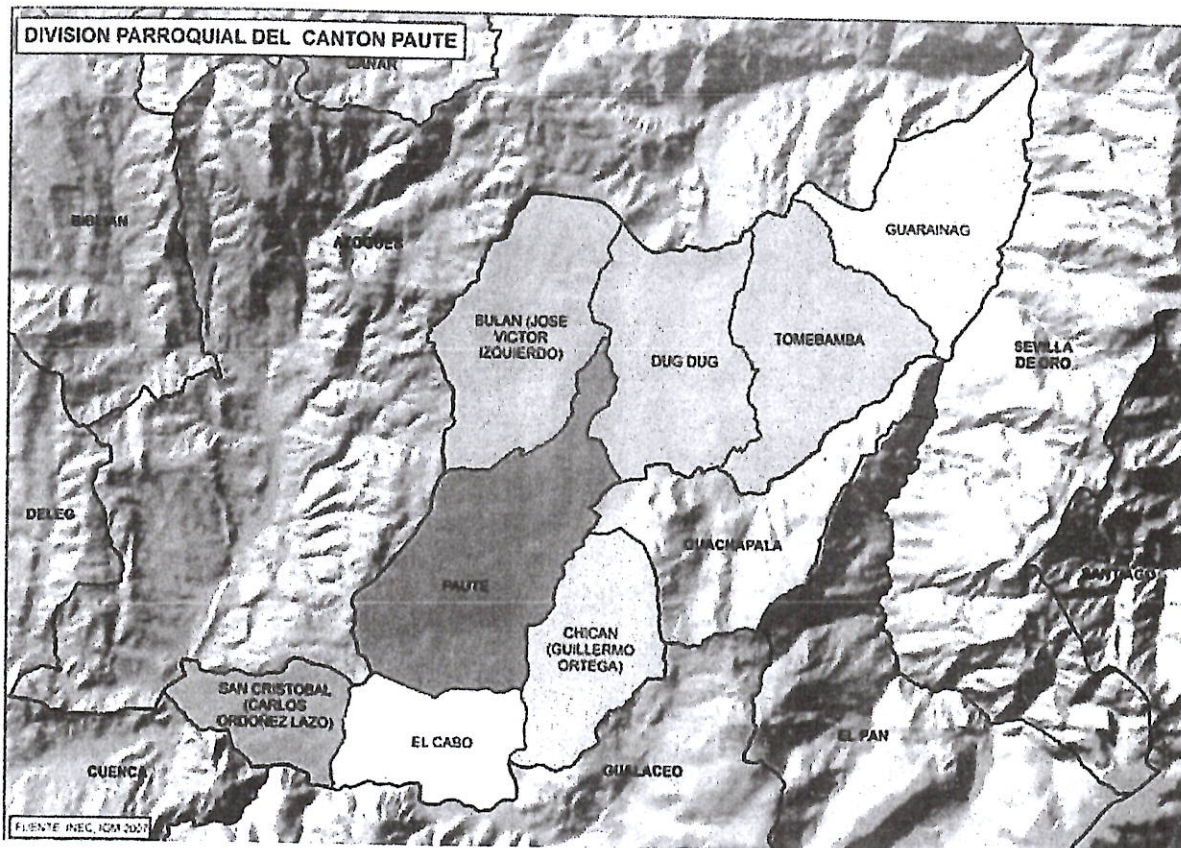 DIVISION PARROQUIAL DEL CANTON PAUTE
CAÑAR
BIBLIAN
AZOGUES
GUARAINAG
BULAN (JOSE
VICTOR
IZQUIERDO)
DUG DUG
TOMEBAMBA
SEVILLA
DE ORO
DELEG
GUACHAPALA
SANTIAGO
PAUTE
CHICAN
(GUILLERMO
ORTEGA)
SAN CRISTOBAL
(CARLOS
ORDOÑEZ LAZO)
EL CABO
EL PAN
CUENCA
GUALACEO
FUENTE: INEC, IGM 2007